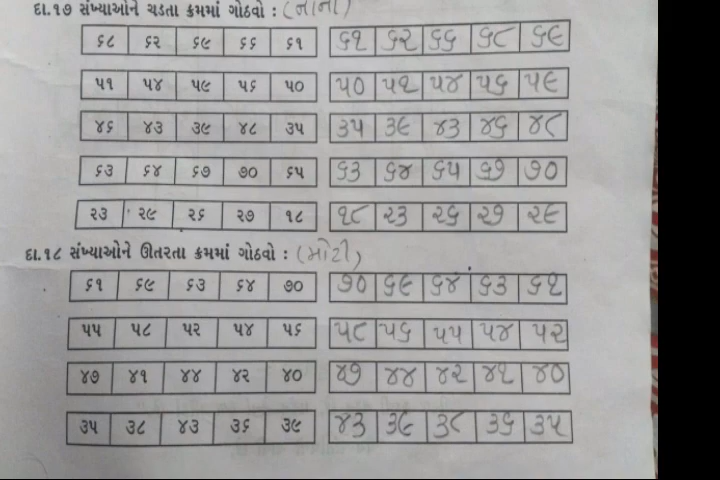 દા.૧૭ સંખ્યાઓને ચડતા ક્રમમાં ગોઠવો : (નાની)
૬૮ ૬૨ ૬૯ ૬૬ ૬૧ ૬૧ ૬૨ ૬૬ ૬૮ ૬૯
૫૧ ૫૪ ૫૯ ૫૬ ૫૦ ૫૦ ૫૧ ૫૪ ૫૬ ૫૯
૪૬ ૪૩ ૩૯ ૪૮ ૩૫ ૩૫ ૩૯ ૪૩ ૪૬ ૪૮
૬૩ ૬૪ ૬૭ ૭૦ ૬૫ ૬૩ ૬૪ ૬૫ ૬૭ ૭૦
૨૩ ૨૯ ૨૬ ૨૭ ૧૮ ૧૮ ૨૩ ૨૬ ૨૭ ૨૯
દા.૧૮ સંખ્યાઓને ઊતરતા ક્રમમાં ગોઠવો : (મોટી)
૬૧ ૬૯ ૬૩ ૬૪ ૭૦ ૭૦ ૬૯ ૬૪ ૬૩ ૬૧
૫૫ ૫૮ ૫૨ ૫૪ ૫૬ ૫૮ ૫૬ ૫૫ ૫૪ ૫૨
૪૭ ૪૧ ૪૪ ૪૨ ૪૦ ૪૭ ૪૪ ૪૨ ૪૧ ૪૦
૩૫ ૩૮ ૪૩ ૩૬ ૩૯ ૪૩ ૩૯ ૩૮ ૩૬ ૩૫